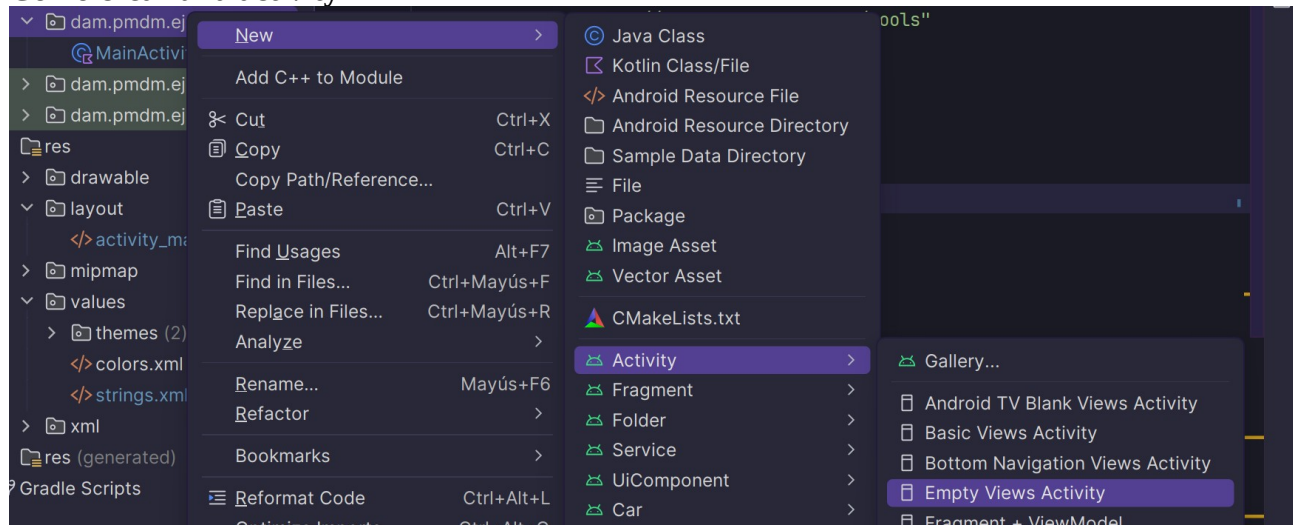 dam.pmdm.ej
MainActivi
dam.pmdm.ej
dam.pmdm.ej
res
drawable
layout
activity_ma
mipmap
values
themes (2)
colors.xml
strings.xml
xml
res (generated)
Gradle Scripts
New
Add C++ to Module
Cut Ctrl+X
Copy Ctrl+C
Copy Path/Reference...
Paste Ctrl+V
Find Usages Alt+F7
Find in Files... Ctrl+Mayús+F
Replace in Files... Ctrl+Mayús+R
Analyze
Rename... Mayús+F6
Refactor
Bookmarks
Reformat Code Ctrl+Alt+L
Java Class
Kotlin Class/File
Android Resource File
Android Resource Directory
Sample Data Directory
File
Package
Image Asset
Vector Asset
CMakeLists.txt
Activity
Fragment
Folder
Service
UiComponent
Car
ools"
Gallery...
Android TV Blank Views Activity
Basic Views Activity
Bottom Navigation Views Activity
Empty Views Activity
Fragment + ViewModel